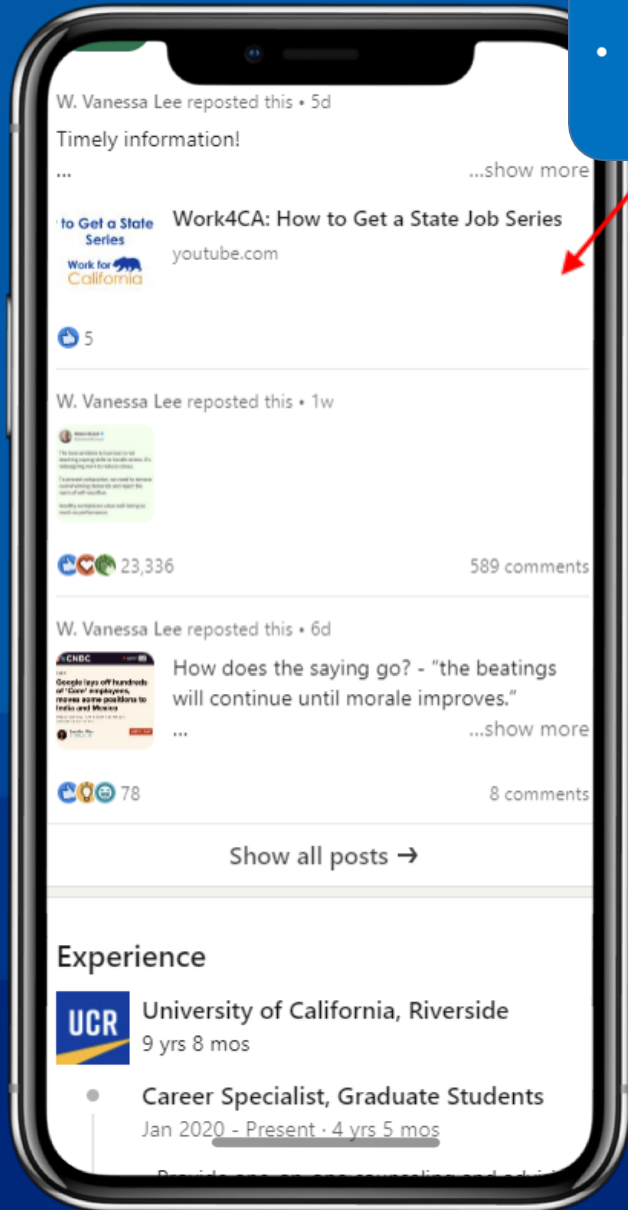 W. Vanessa Lee reposted this • 5d
Timely information!
...
...show more
to Get a State
Series
Work for
California
Work4CA: How to Get a State Job Series
youtube.com
5
W. Vanessa Lee reposted this • 1w
23,336
589 comments
W. Vanessa Lee reposted this • 6d
CNBC
Google lays off hundreds
of 'Core' employees,
moves some positions to
India and Mexico
How does the saying go? - "the beatings
will continue until morale improves."
...
...show more
78
8 comments
Show all posts →
Experience
UCR
University of California, Riverside
9 yrs 8 mos
Career Specialist, Graduate Students
Jan 2020 - Present · 4 yrs 5 mos